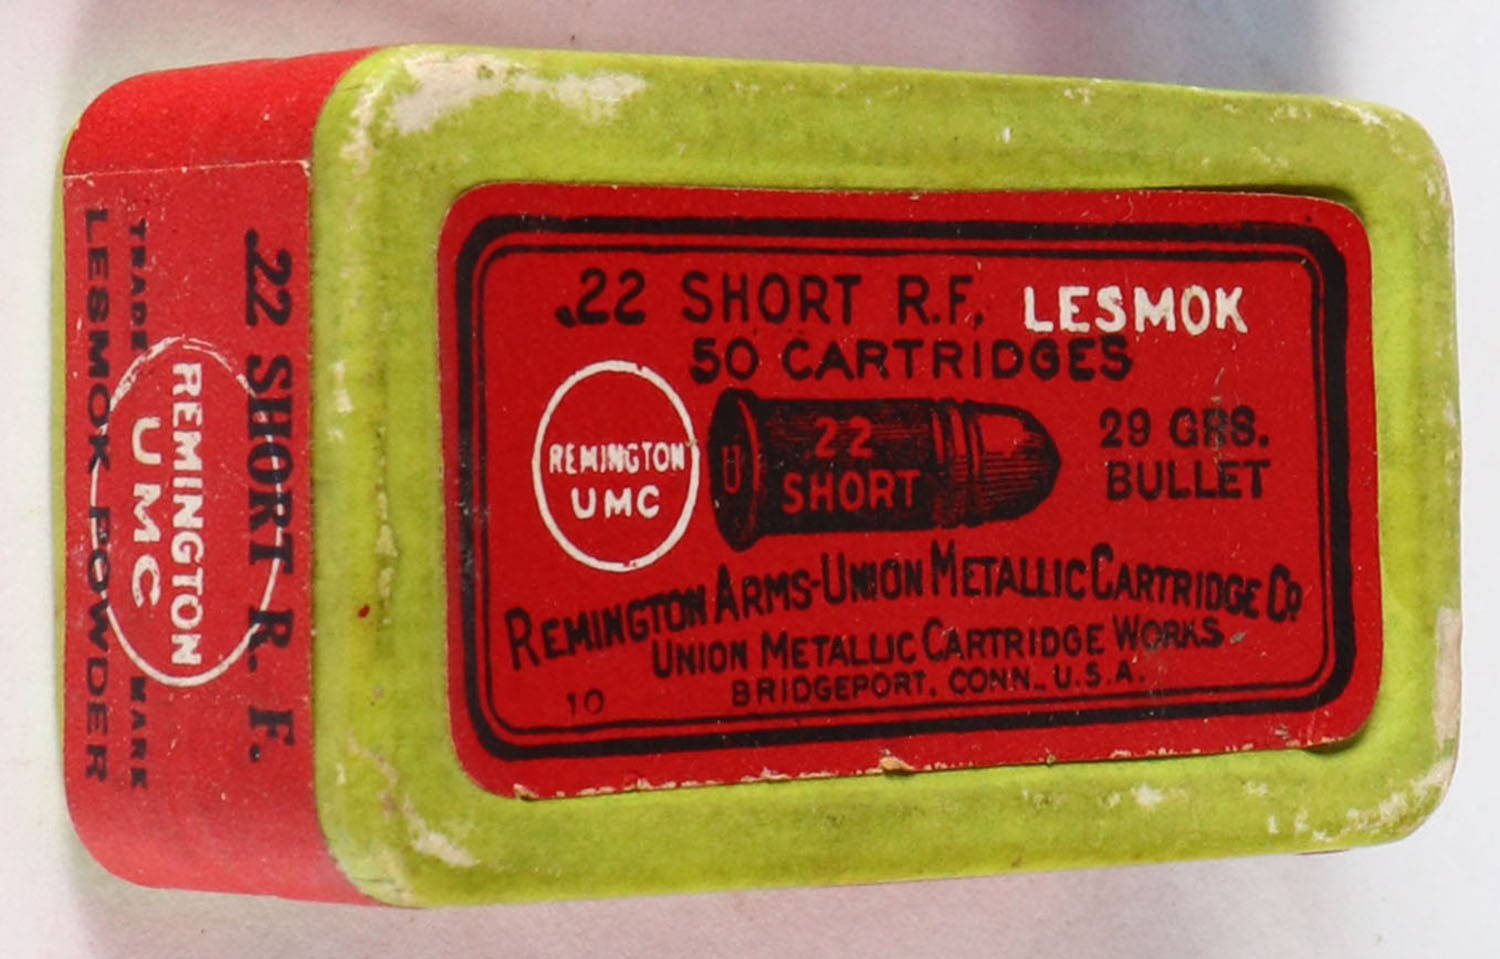 .22 SHORT R.F. LESMOK
50 CARTRIDGES
REMINGTON
UMC
U
22
SHORT
29 GRS.
BULLET
REMINGTON ARMS-UNION METALLIC CARTRIDGE CO.
UNION METALLIC CARTRIDGE WORKS
BRIDGEPORT, CONN., U.S.A.
10
22 SHORT R. F.
REMINGTON
UMC
TRADE MARK
LESMOK POWDER